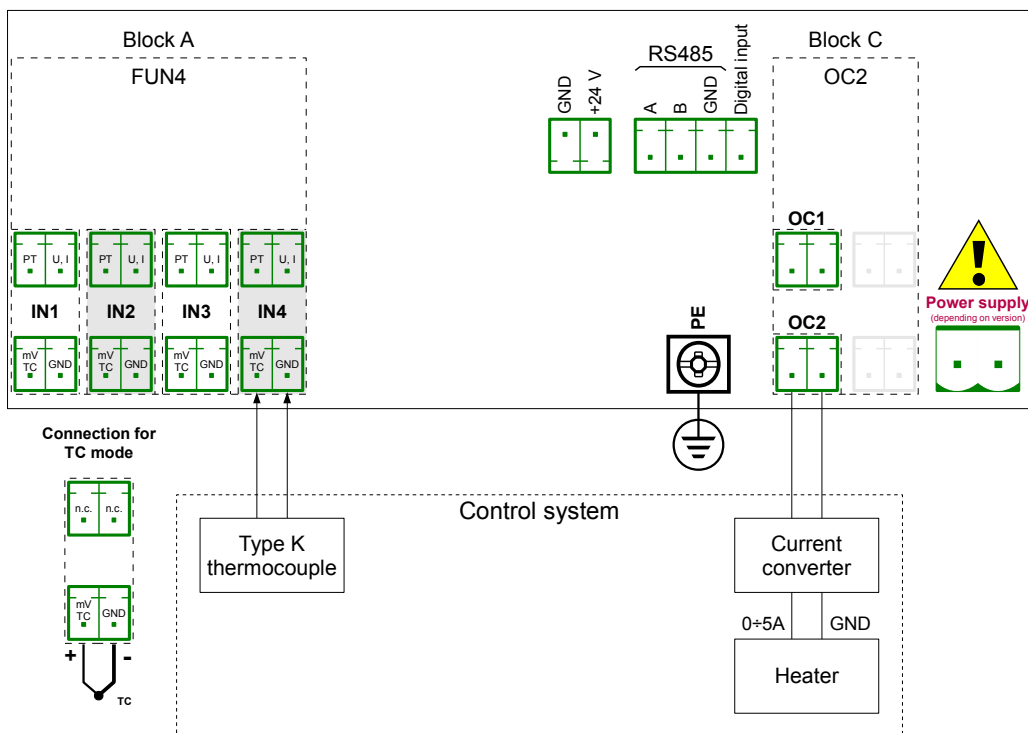 Block A
FUN4
RS485
GND
+24 V
A
B
GND
Digital input
Block C
OC2
PT U, I
PT U, I
PT U, I
PT U, I
IN1
IN2
IN3
IN4
mV
TC GND
mV
TC GND
mV
TC GND
mV
TC GND
PE
OC1
OC2
!
Power supply
(depending on version)
Connection for
TC mode
n.c. n.c.
mV
TC GND
+ -
TC
Control system
Type K
thermocouple
Current
converter
0÷5A GND
Heater